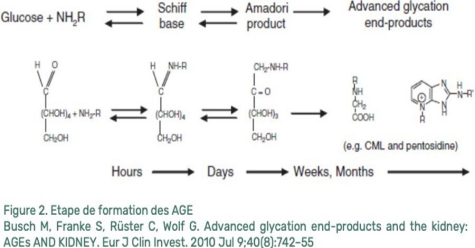 Glucose + NH₂R
Schiff base
Amadori product
Advanced glycation end-products
H O
C
(CHOH)₄ + NH₂-R
CH₂OH
H NH-R
C
(CHOH)₄
CH₂OH
CH₂-NH-R
C-O
(CHOH)₃
CH₂OH
R
NH
CH₂
COOH
N
N
N
H
R
NH-R'
(e.g. CML and pentosidine)
Hours
Days
Weeks, Months
Figure 2. Etape de formation des AGE
Busch M, Franke S, Rüster C, Wolf G. Advanced glycation end-products and the kidney:
AGEs AND KIDNEY. Eur J Clin Invest. 2010 Jul 9;40(8):742–55